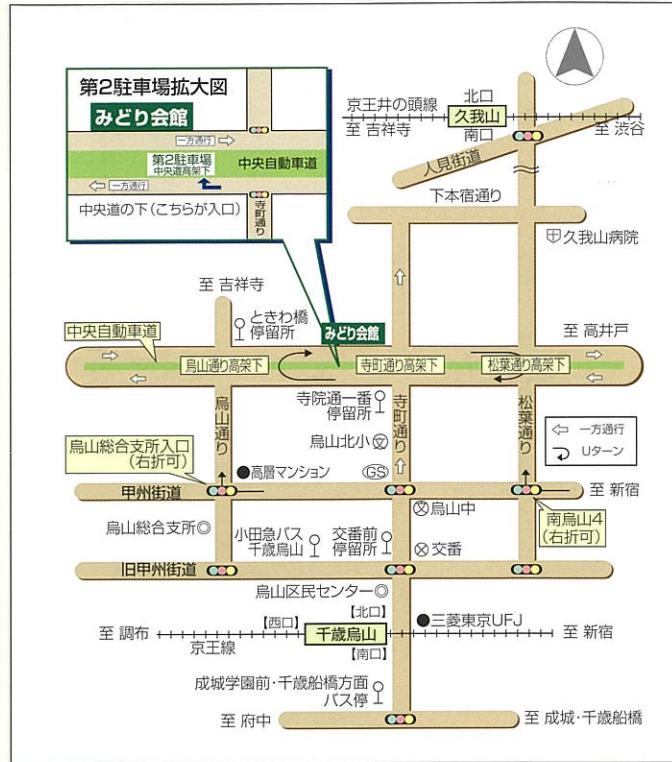 第2駐車場拡大図
みどり会館
一方通行
第2駐車場
中央道高架下
中央自動車道
一方通行
中央道の下(こちらが入口)
寺町通り
北口
京王井の頭線
久我山
至 吉祥寺
南口
至 渋谷
人見街道
下本宿通り
久我山病院
至 吉祥寺
ときわ橋
停留所
みどり会館
中央自動車道
至 高井戸
烏山通り高架下
寺町通り高架下
松葉通り高架下
寺院通一番
停留所
烏山通り
寺町通り
松葉通り
一方通行
Uターン
烏山北小
文
烏山総合支所入口
(右折可)
高層マンション
GS
甲州街道
至 新宿
文
烏山中
南烏山4
(右折可)
烏山総合支所
小田急バス
千歳烏山
交番前
停留所
交番
旧甲州街道
烏山区民センター
【北口】
【西口】
三菱東京UFJ
至 調布
千歳烏山
至 新宿
京王線
【南口】
成城学園前・千歳船橋方面
バス停
至 府中
至 成城・千歳船橋